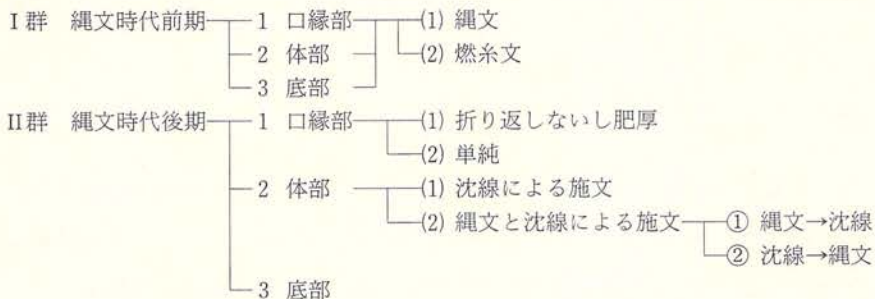 I群 縄文時代前期 1 口縁部 (1) 縄文
2 体部 (2) 燃糸文
3 底部
II群 縄文時代後期 1 口縁部 (1) 折り返しないし肥厚
(2) 単純
2 体部 (1) 沈線による施文
(2) 縄文と沈線による施文 ① 縄文→沈線
② 沈線→縄文
3 底部